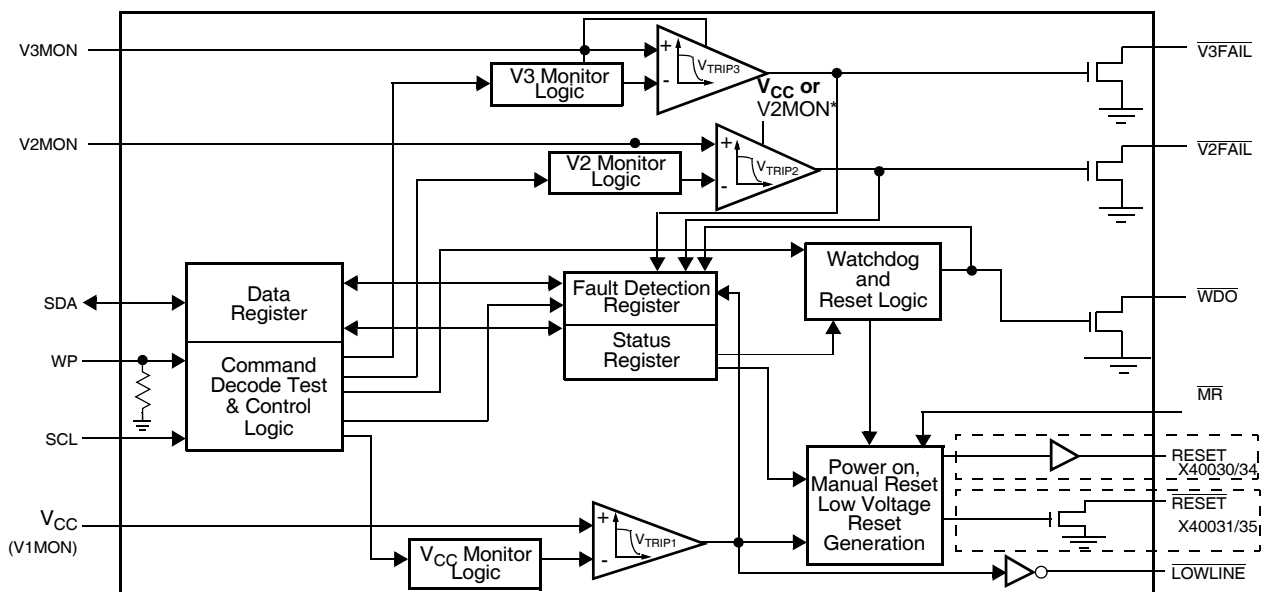 V3MON
V3 Monitor
Logic
+
-
VTRIP3
V3FAIL
VCC or
V2MON*
V2MON
V2 Monitor
Logic
+
-
VTRIP2
V2FAIL
SDA
WP
SCL
Data
Register
Command
Decode Test
& Control
Logic
Fault Detection
Register
Status
Register
Watchdog
and
Reset Logic
WDO
MR
Power on,
Manual Reset
Low Voltage
Reset
Generation
RESET
X40030/34
RESET
X40031/35
VCC
(V1MON)
VCC Monitor
Logic
+
-
VTRIP1
LOWLINE